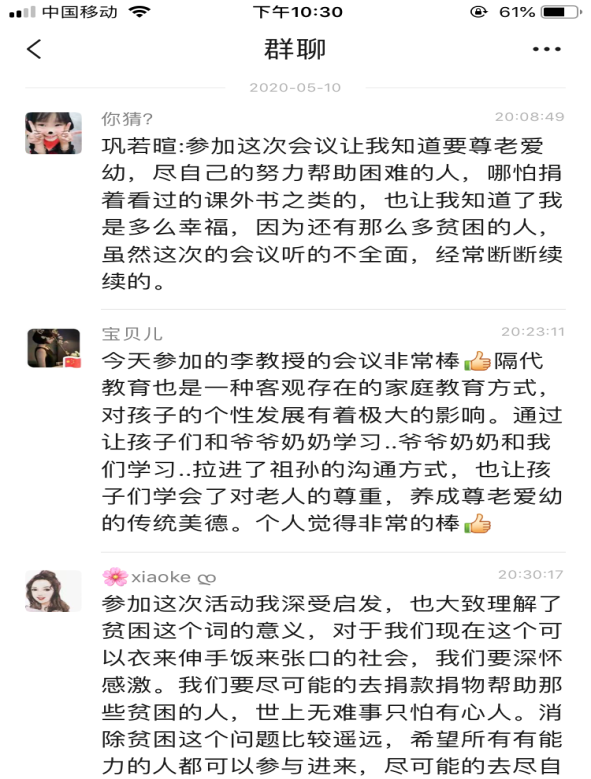 中国移动 下午10:30 61%
群聊
2020-05-10
你猜? 20:08:49
巩若暄:参加这次会议让我知道要尊老爱
幼，尽自己的努力帮助困难的人，哪怕捐
着看过的课外书之类的，也让我知道了我
是多么幸福，因为还有那么多贫困的人，
虽然这次的会议听的不全面，经常断断续
续的。
宝贝儿 20:23:11
今天参加的李教授的会议非常棒👍隔代
教育也是一种客观存在的家庭教育方式，
对孩子的个性发展有着极大的影响。通过
让孩子们和爷爷奶奶学习..爷爷奶奶和我
们学习..拉进了祖孙的沟通方式，也让孩
子们学会了对老人的尊重，养成尊老爱幼
的传统美德。个人觉得非常的棒👍
🌸xiaoke ღ 20:30:17
参加这次活动我深受启发，也大致理解了
贫困这个词的意义，对于我们现在这个可
以衣来伸手饭来张口的社会，我们要深怀
感激。我们要尽可能的去捐款捐物帮助那
些贫困的人，世上无难事只怕有心人。消
除贫困这个问题比较遥远，希望所有有能
力的人都可以参与进来，尽可能的去尽自